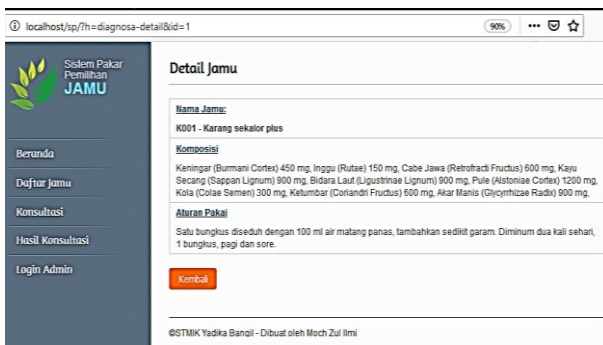 localhost/sp/?h=diagnosa-detail&id=1
90%
Sistem Pakar
Pemilihan
JAMU
Beranda
Daftar Jamu
Konsultasi
Hasil Konsultasi
Login Admin
Detail Jamu
Nama Jamu:
K001 - Karang sekalor plus
Komposisi
Keningar (Burmani Cortex) 450 mg, Inggu (Rutae) 150 mg, Cabe Jawa (Retrofracti Fructus) 600 mg, Kayu
Secang (Sappan Lignum) 900 mg, Bidara Laut (Ligustrinae Lignum) 900 mg, Pule (Alstoniae Cortex) 1200 mg,
Kola (Colae Semen) 300 mg, Ketumbar (Coriandri Fructus) 600 mg, Akar Manis (Glycyrrhizae Radix) 900 mg,
Aturan Pakai
Satu bungkus diseduh dengan 100 ml air matang panas, tambahkan sedikit garam. Diminum dua kali sehari,
1 bungkus, pagi dan sore.
Kembali
©STMIK Yadika Bangil - Dibuat oleh Moch Zul Ilmi